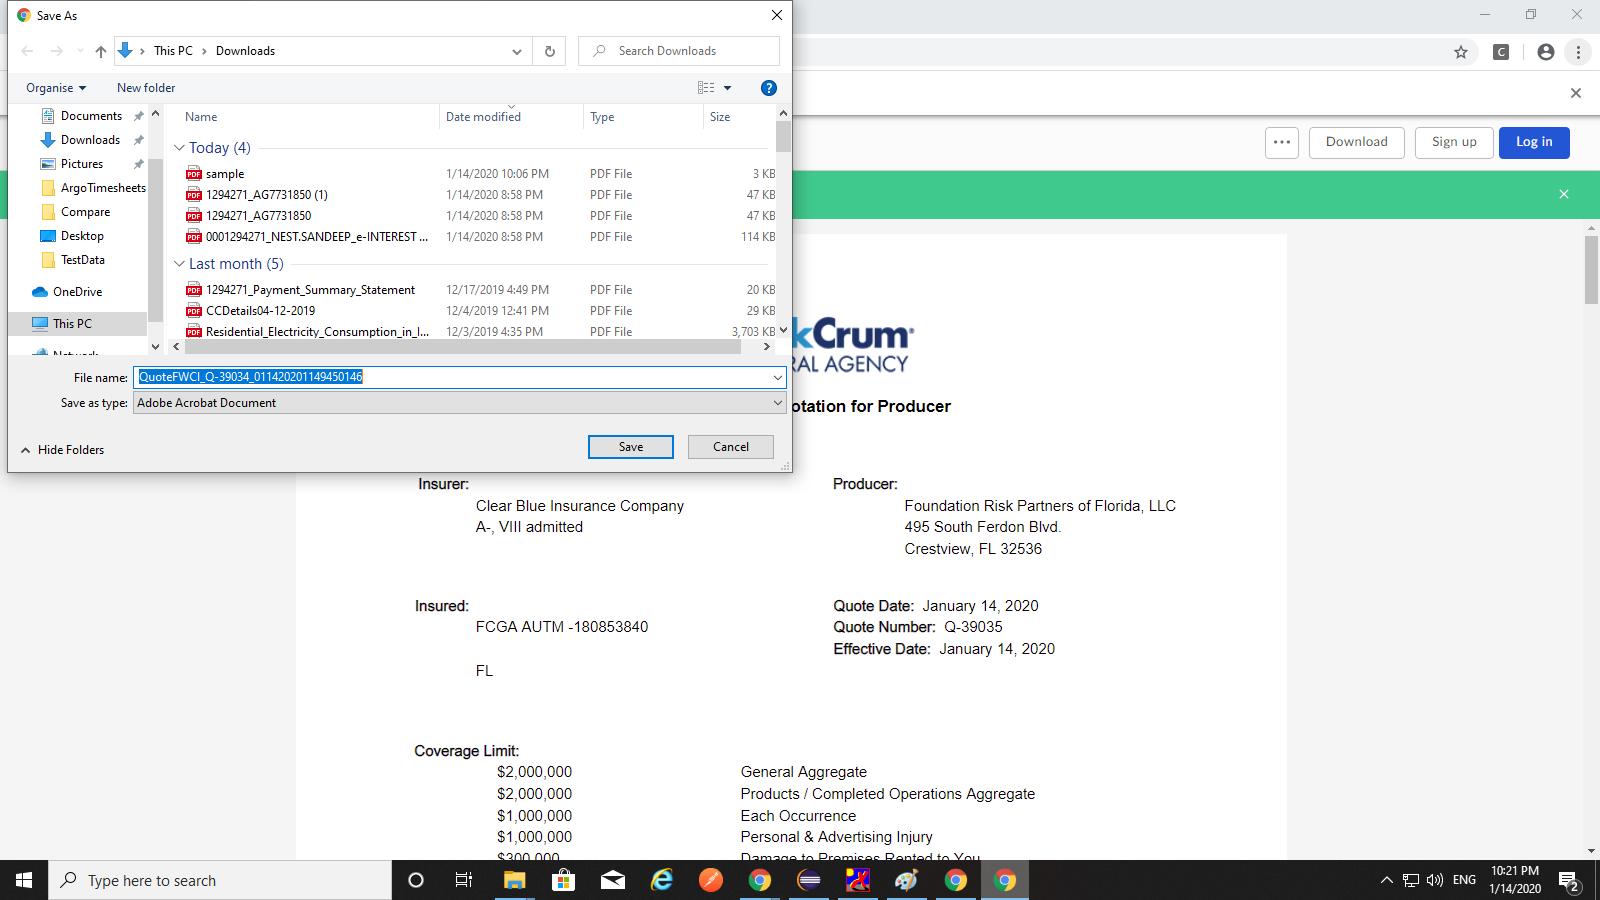 Save As
This PC > Downloads
Search Downloads
Organise
New folder
Documents
Downloads
Pictures
ArgoTimesheets
Compare
Desktop
TestData
OneDrive
This PC
Network
Name Date modified Type Size
Today (4)
sample 1/14/2020 10:06 PM PDF File 3 KB
1294271_AG7731850 (1) 1/14/2020 8:58 PM PDF File 47 KB
1294271_AG7731850 1/14/2020 8:58 PM PDF File 47 KB
0001294271_NEST.SANDEEP_e-INTEREST ... 1/14/2020 8:58 PM PDF File 114 KB
Last month (5)
1294271_Payment_Summary_Statement 12/17/2019 4:49 PM PDF File 20 KB
CCDetails04-12-2019 12/4/2019 12:41 PM PDF File 29 KB
Residential_Electricity_Consumption_in_I... 12/3/2019 4:35 PM PDF File 3,703 KB
File name: QuoteFWCI_Q-39034_011420201149450146
Save as type: Adobe Acrobat Document
Hide Folders
Save
Cancel
C
Download
Sign up
Log in
kCrum
RAL AGENCY
otation for Producer
Insurer:
Clear Blue Insurance Company
A-, VIII admitted
Producer:
Foundation Risk Partners of Florida, LLC
495 South Ferdon Blvd.
Crestview, FL 32536
Insured:
FCGA AUTM -180853840
FL
Quote Date: January 14, 2020
Quote Number: Q-39035
Effective Date: January 14, 2020
Coverage Limit:
$2,000,000 General Aggregate
$2,000,000 Products / Completed Operations Aggregate
$1,000,000 Each Occurrence
$1,000,000 Personal & Advertising Injury
$300,000 Damage to Premises Rented to You
Type here to search
ENG
10:21 PM
1/14/2020
2